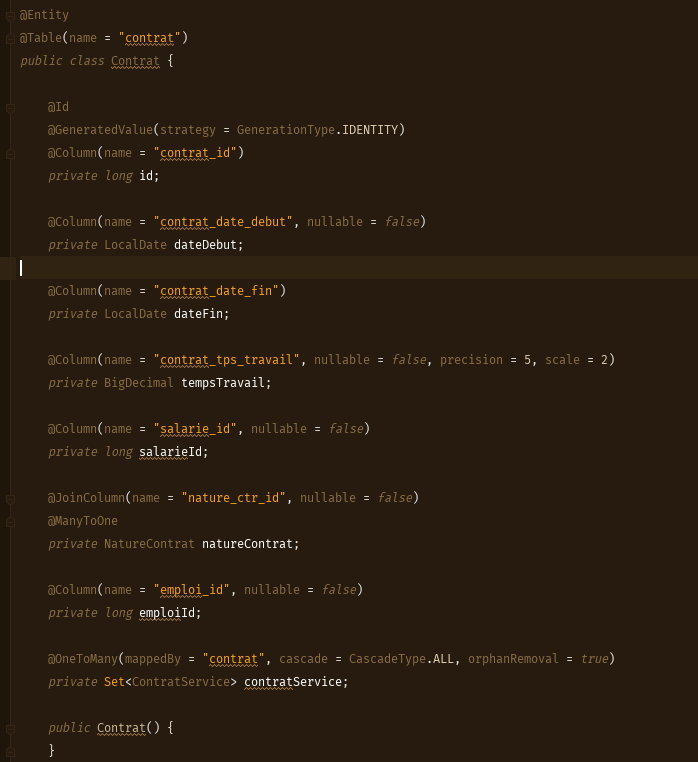 @Entity
@Table(name = "contrat")
public class Contrat {
@Id
@GeneratedValue(strategy = GenerationType.IDENTITY)
@Column(name = "contrat_id")
private long id;
@Column(name = "contrat_date_debut", nullable = false)
private LocalDate dateDebut;
@Column(name = "contrat_date_fin")
private LocalDate dateFin;
@Column(name = "contrat_tps_travail", nullable = false, precision = 5, scale = 2)
private BigDecimal tempsTravail;
@Column(name = "salarie_id", nullable = false)
private long salarieId;
@JoinColumn(name = "nature_ctr_id", nullable = false)
@ManyToOne
private NatureContrat natureContrat;
@Column(name = "emploi_id", nullable = false)
private long emploiId;
@OneToMany(mappedBy = "contrat", cascade = CascadeType.ALL, orphanRemoval = true)
private Set<ContratService> contratService;
public Contrat() {
}